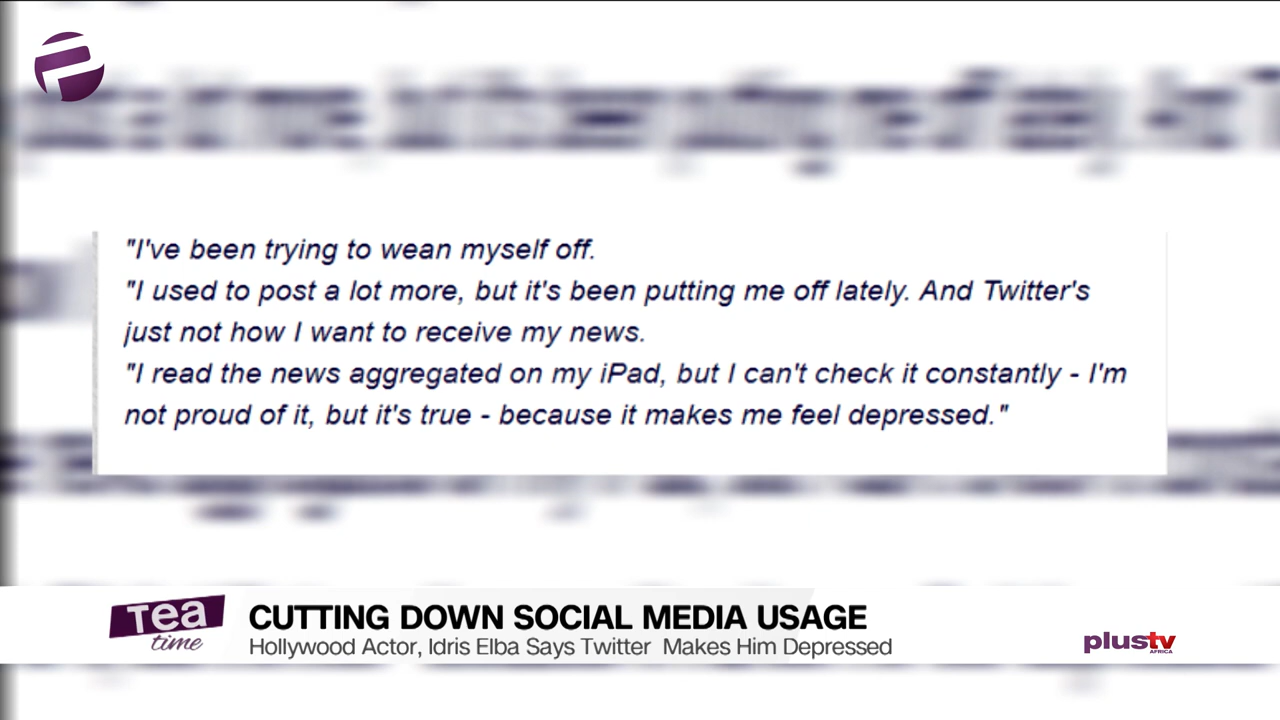 "I've been trying to wean myself off.
"I used to post a lot more, but it's been putting me off lately. And Twitter's
just not how I want to receive my news.
"I read the news aggregated on my iPad, but I can't check it constantly - I'm
not proud of it, but it's true - because it makes me feel depressed."
Tea
time
CUTTING DOWN SOCIAL MEDIA USAGE
Hollywood Actor, Idris Elba Says Twitter Makes Him Depressed
plustv
AFRICA